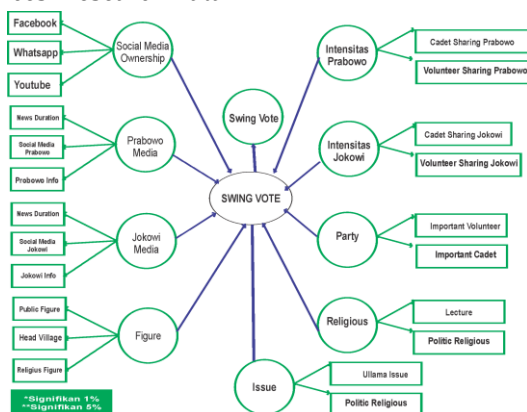 Facebook
Whatsapp
Youtube
Social Media
Ownership
News Duration
Social Media
Prabowo
Probowo Info
Prabowo
Media
News Duration
Social Media
Jokowi
Jokowi Info
Jokowi
Media
Public Figure
Head Village
Religius Figure
Figure
*Signifikan 1%
**Signifikan 5%
Swing Vote
SWING VOTE
Intensitas
Prabowo
Cadet Sharing Prabowo
Volunteer Sharing Prabowo
Intensitas
Jokowi
Cadet Sharing Jokowi
Volunteer Sharing Jokowi
Party
Important Volunteer
Important Cadet
Religious
Lecture
Politic Religious
Issue
Ullama Issue
Politic Religious